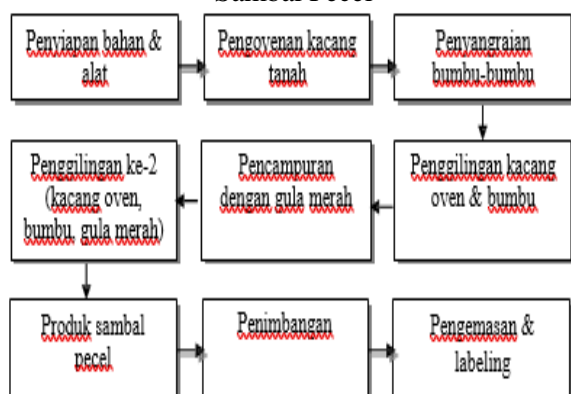 Sambal Pecel
Penyiapan bahan &
alat
Pengovenan kacang
tanah
Penyangraian
bumbu-bumbu
Penggilingan kacang
oven & bumbu
Pencampuran
dengan gula merah
Penggilingan ke-2
(kacang oven,
bumbu, gula merah)
Produk sambal
pecel
Penimbangan
Pengemasan &
labeling